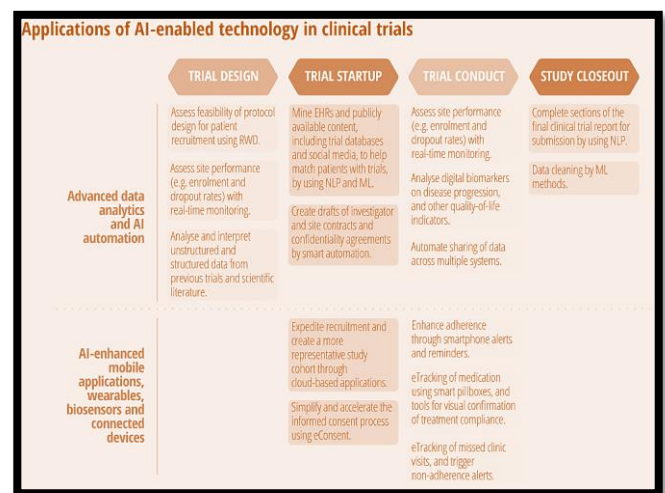 Applications of AI-enabled technology in clinical trials
TRIAL DESIGN
TRIAL STARTUP
TRIAL CONDUCT
STUDY CLOSEOUT
Advanced data
analytics
and AI
automation
Assess feasibility of protocol
design for patient
recruitment using RWD.
Assess site performance
(e.g. enrolment and
dropout rates) with
real-time monitoring.
Analyse and interpret
unstructured and
structured data from
previous trials and scientific
literature.
Mine EHRs and publicly
available content,
including trial databases
and social media, to help
match patients with trials,
by using NLP and ML.
Create drafts of investigator
and site contracts and
confidentiality agreements
by smart automation.
Assess site performance
(e.g. enrolment and
dropout rates) with
real-time monitoring.
Analyse digital biomarkers
on disease progression,
and other quality-of-life
indicators.
Automate sharing of data
across multiple systems.
Complete sections of the
final clinical trial report for
submission by using NLP.
Data cleaning by ML
methods.
AI-enhanced
mobile
applications,
wearables,
biosensors and
connected
devices
Expedite recruitment and
create a more
representative study
cohort through
cloud-based applications.
Simplify and accelerate the
informed consent process
using eConsent.
Enhance adherence
through smartphone alerts
and reminders.
eTracking of medication
using smart pillboxes, and
tools for visual confirmation
of treatment compliance.
eTracking of missed clinic
visits, and trigger
non-adherence alerts.